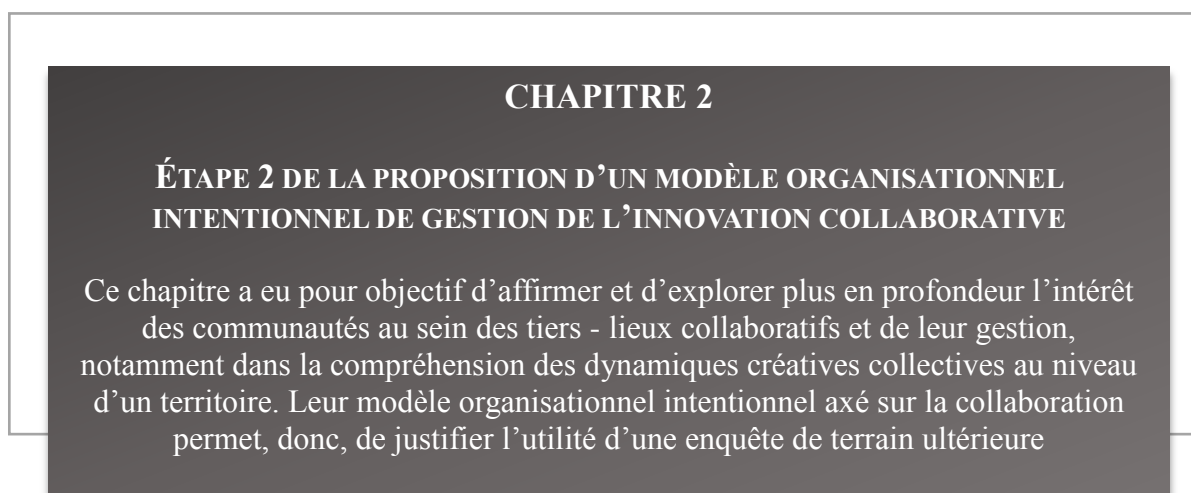 CHAPITRE 2
ÉTAPE 2 DE LA PROPOSITION D’UN MODÈLE ORGANISATIONNEL
INTENTIONNEL DE GESTION DE L’INNOVATION COLLABORATIVE
Ce chapitre a eu pour objectif d’affirmer et d’explorer plus en profondeur l’intérêt
des communautés au sein des tiers - lieux collaboratifs et de leur gestion,
notamment dans la compréhension des dynamiques créatives collectives au niveau
d’un territoire. Leur modèle organisationnel intentionnel axé sur la collaboration
permet, donc, de justifier l’utilité d’une enquête de terrain ultérieure